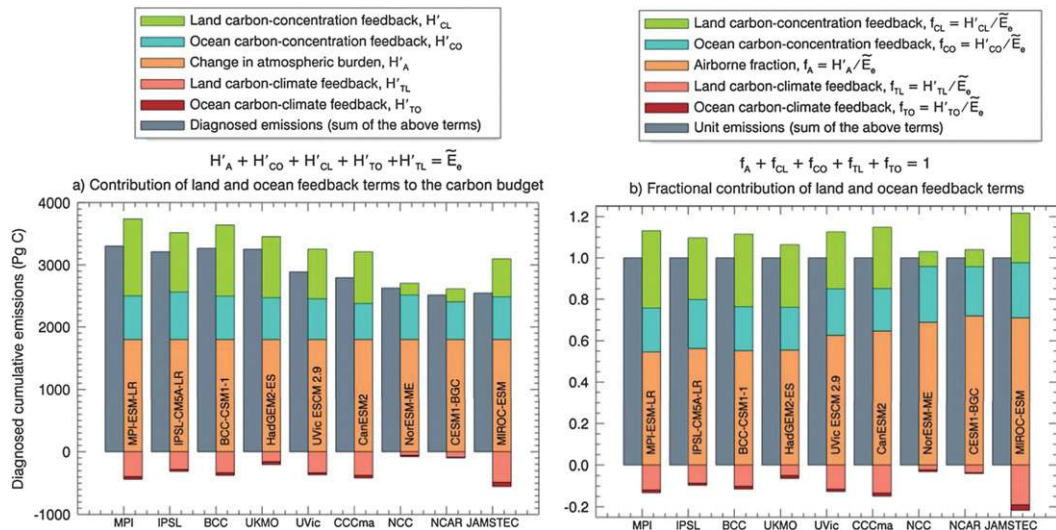 Land carbon-concentration feedback, H′CL
Ocean carbon-concentration feedback, H′CO
Change in atmospheric burden, H′A
Land carbon-climate feedback, H′TL
Ocean carbon-climate feedback, H′TO
Diagnosed emissions (sum of the above terms)
H′A + H′CO + H′CL + H′TO +H′TL = Ẽe
a) Contribution of land and ocean feedback terms to the carbon budget
Diagnosed cumulative emissions (Pg C)
4000
3000
2000
1000
0
-1000
MPI-ESM-LR
IPSL-CM5A-LR
BCC-CSM1-1
HadGEM2-ES
UVic ESCM 2.9
CanESM2
NorESM-ME
CESM1-BGC
MIROC-ESM
MPI IPSL BCC UKMO UVic CCCma NCC NCAR JAMSTEC
Land carbon-concentration feedback, fCL = H′CL/Ẽe
Ocean carbon-concentration feedback, fCO = H′CO/Ẽe
Airborne fraction, fA = H′A/Ẽe
Land carbon-climate feedback, fTL = H′TL/Ẽe
Ocean carbon-climate feedback, fTO = H′TO/Ẽe
Unit emissions (sum of the above terms)
fA + fCL + fCO + fTL + fTO = 1
b) Fractional contribution of land and ocean feedback terms
1.2
1.0
0.8
0.6
0.4
0.2
0.0
-0.2
MPI-ESM-LR
IPSL-CM5A-LR
BCC-CSM1-1
HadGEM2-ES
UVic ESCM 2.9
CanESM2
NorESM-ME
CESM1-BGC
MIROC-ESM
MPI IPSL BCC UKMO UVic CCCma NCC NCAR JAMSTEC